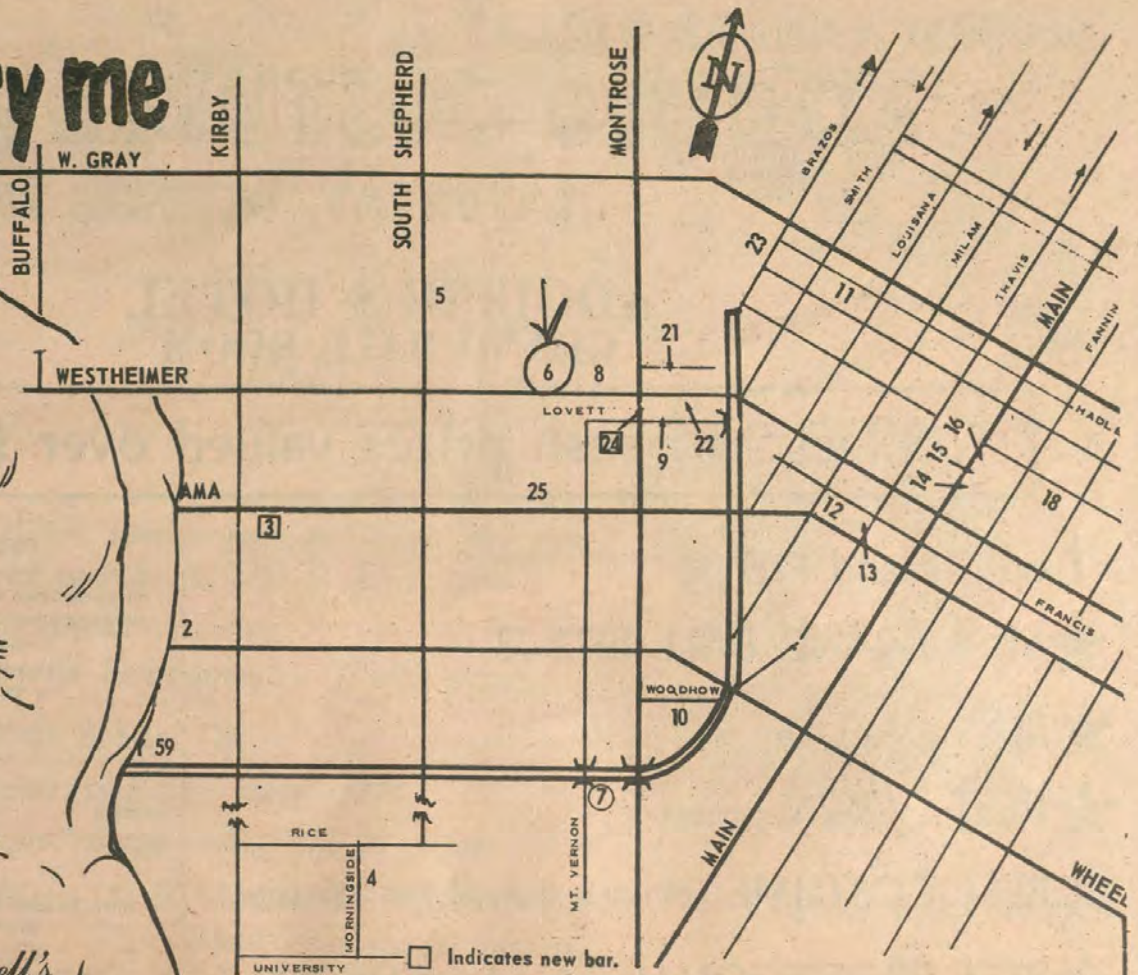 ry me
W. GRAY
BUFFALO
KIRBY
SOUTH SHEPHERD
MONTROSE
N
BRAZOS
SMITH
LOUISANA
MILAM
TRAVIS
MAIN
FANNIN
23
11
5
21
6
8
WESTHEIMER
LOVETT
24
9
22
HADL
16
15
14
AMA
25
3
12
18
13
FRANCIS
2
WOODHOW
10
59
7
RICE
MORNINGSIDE
4
MT. VERNON
MAIN
WHEEL
UNIVERSITY
Indicates new bar.
ell's